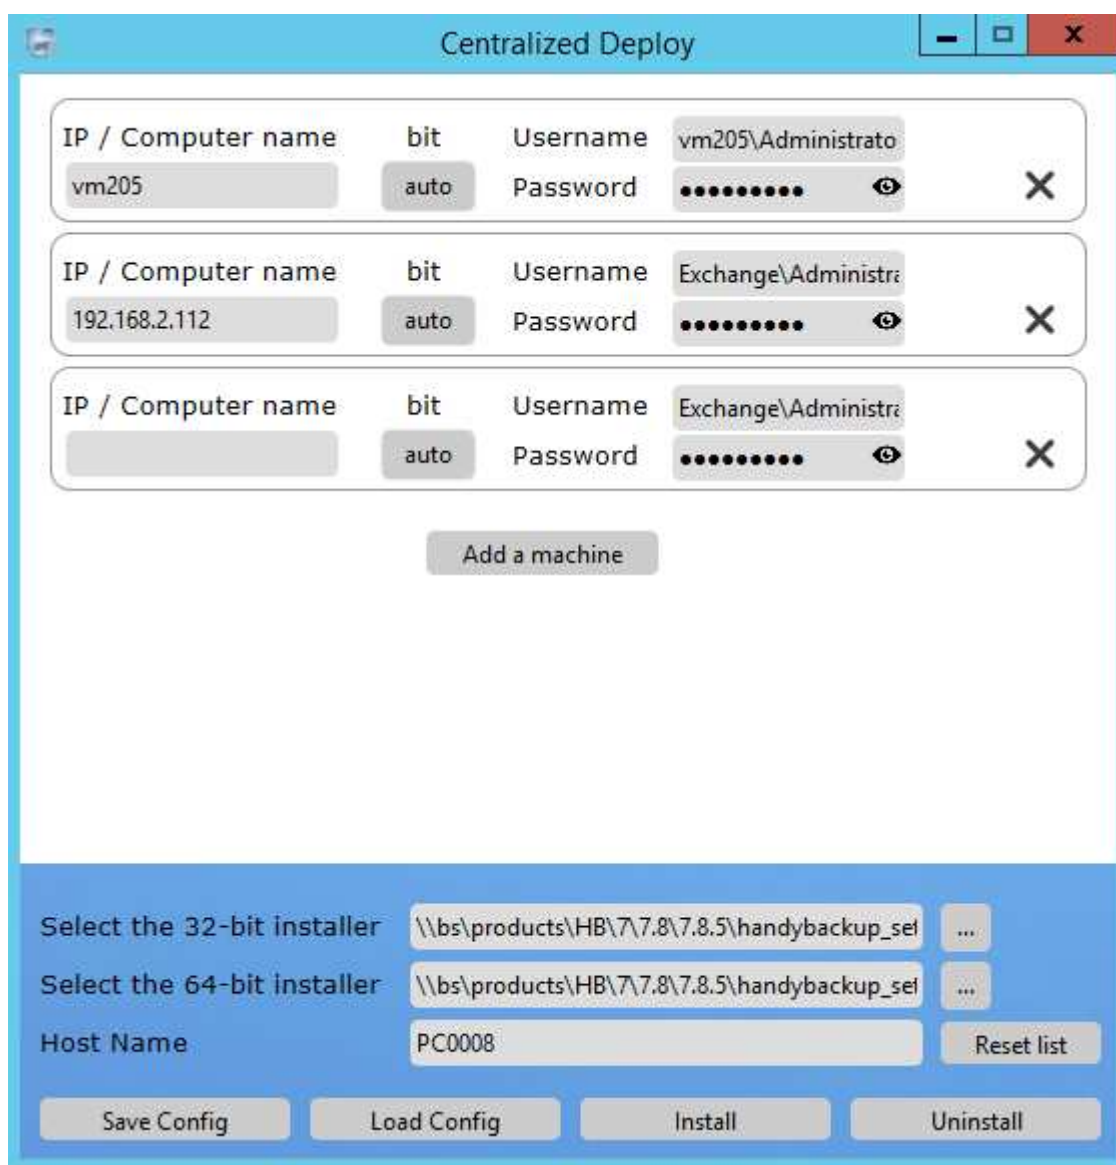 Centralized Deploy
IP / Computer name bit Username vm205\Administrato
vm205 auto Password
IP / Computer name bit Username Exchange\Administra
192.168.2.112 auto Password
IP / Computer name bit Username Exchange\Administra
auto Password
Add a machine
Select the 32-bit installer \\bs\products\HB\7\7.8\7.8.5\handybackup_set ...
Select the 64-bit installer \\bs\products\HB\7\7.8\7.8.5\handybackup_set ...
Host Name PC0008 Reset list
Save Config Load Config Install Uninstall